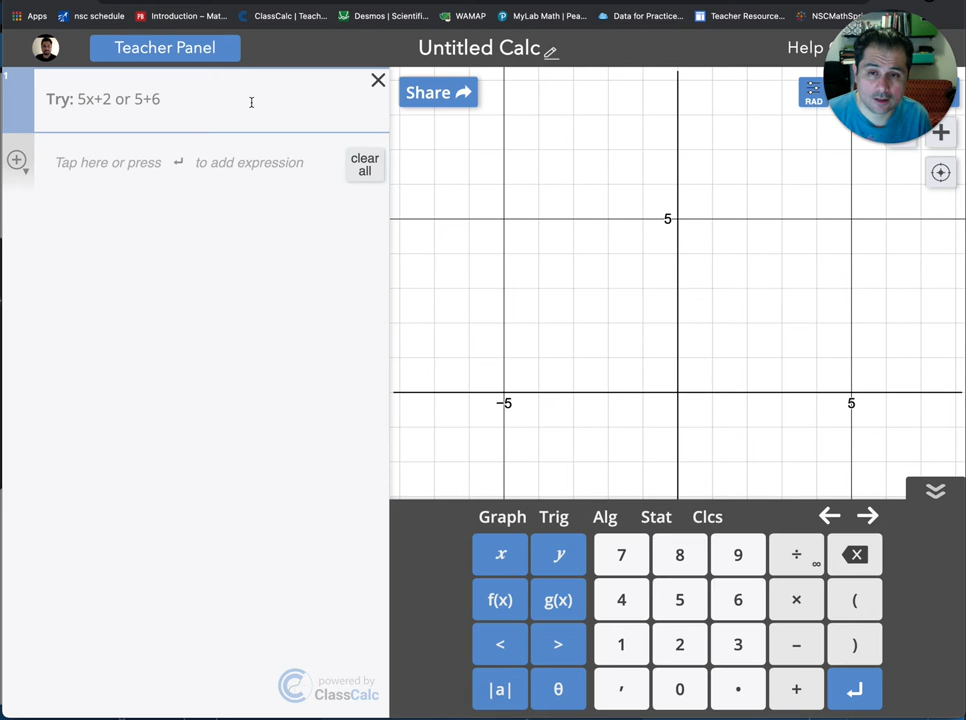 Apps nsc schedule Introduction – Mat... ClassCalc | Teach... Desmos | Scientifi... WAMAP MyLab Math | Pea... Data for Practice... Teacher Resource... NSCMathSpri
Teacher Panel
Untitled Calc
Help
1
Try: 5x+2 or 5+6
Share
RAD
Tap here or press ↵ to add expression
clear
all
5
−5
5
Graph Trig Alg Stat Clcs
x y 7 8 9 ÷ ∞
f(x) g(x) 4 5 6 × (
< > 1 2 3 − )
|a| θ , 0 . +
powered by
ClassCalc